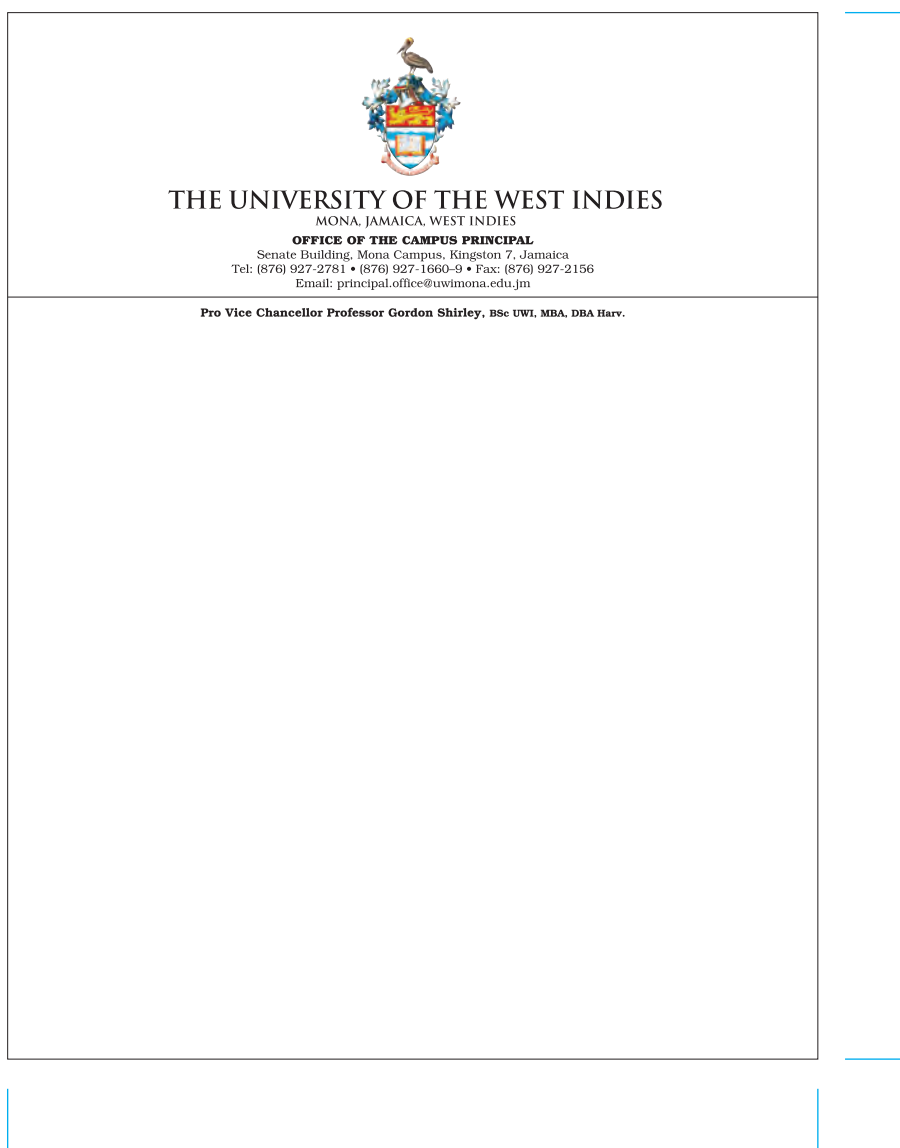 THE UNIVERSITY OF THE WEST INDIES
MONA, JAMAICA, WEST INDIES
OFFICE OF THE CAMPUS PRINCIPAL
Senate Building, Mona Campus, Kingston 7, Jamaica
Tel: (876) 927-2781 • (876) 927-1660–9 • Fax: (876) 927-2156
Email: principal.office@uwimona.edu.jm
Pro Vice Chancellor Professor Gordon Shirley, BSc UWI, MBA, DBA Harv.